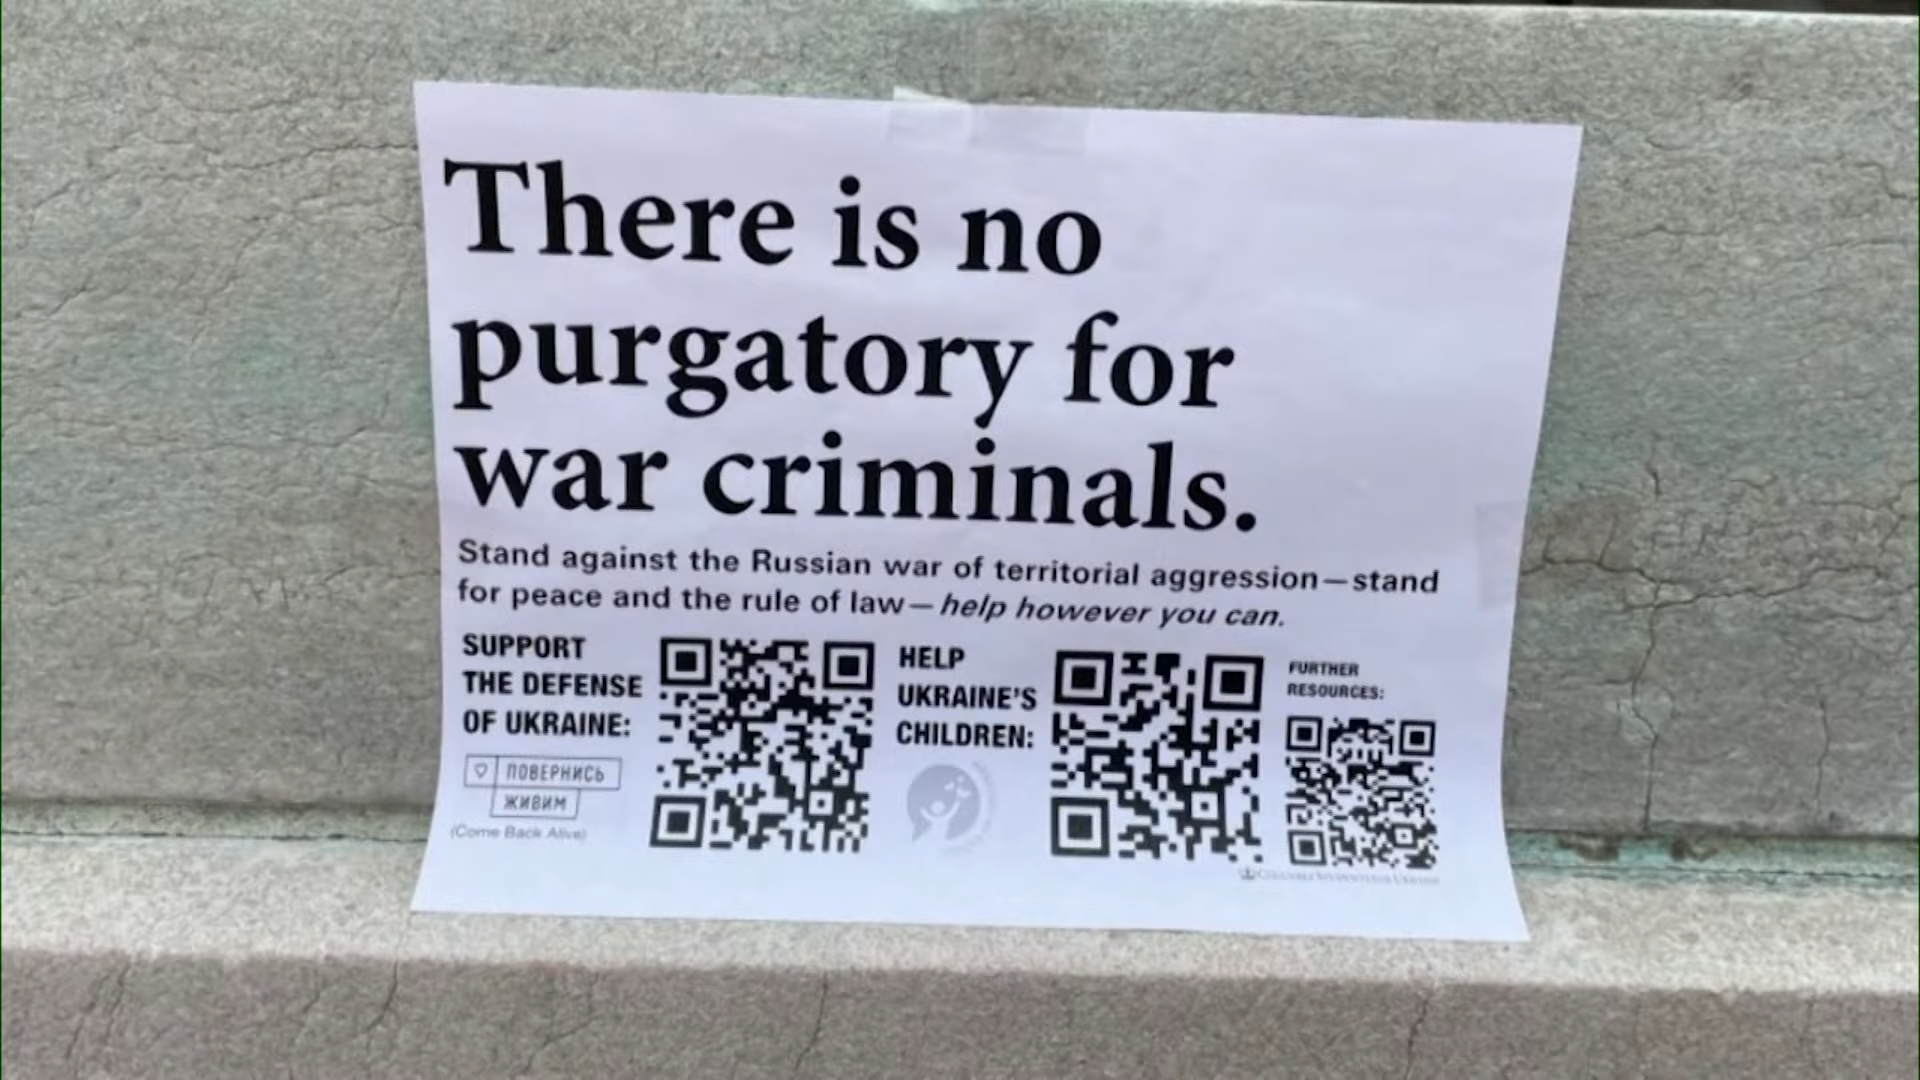 There is no
purgatory for
war criminals.
Stand against the Russian war of territorial aggression—stand
for peace and the rule of law—help however you can.
SUPPORT
THE DEFENSE
OF UKRAINE:
ПОВЕРНИСЬ
ЖИВИМ
(Come Back Alive)
HELP
UKRAINE'S
CHILDREN:
FURTHER
RESOURCES: